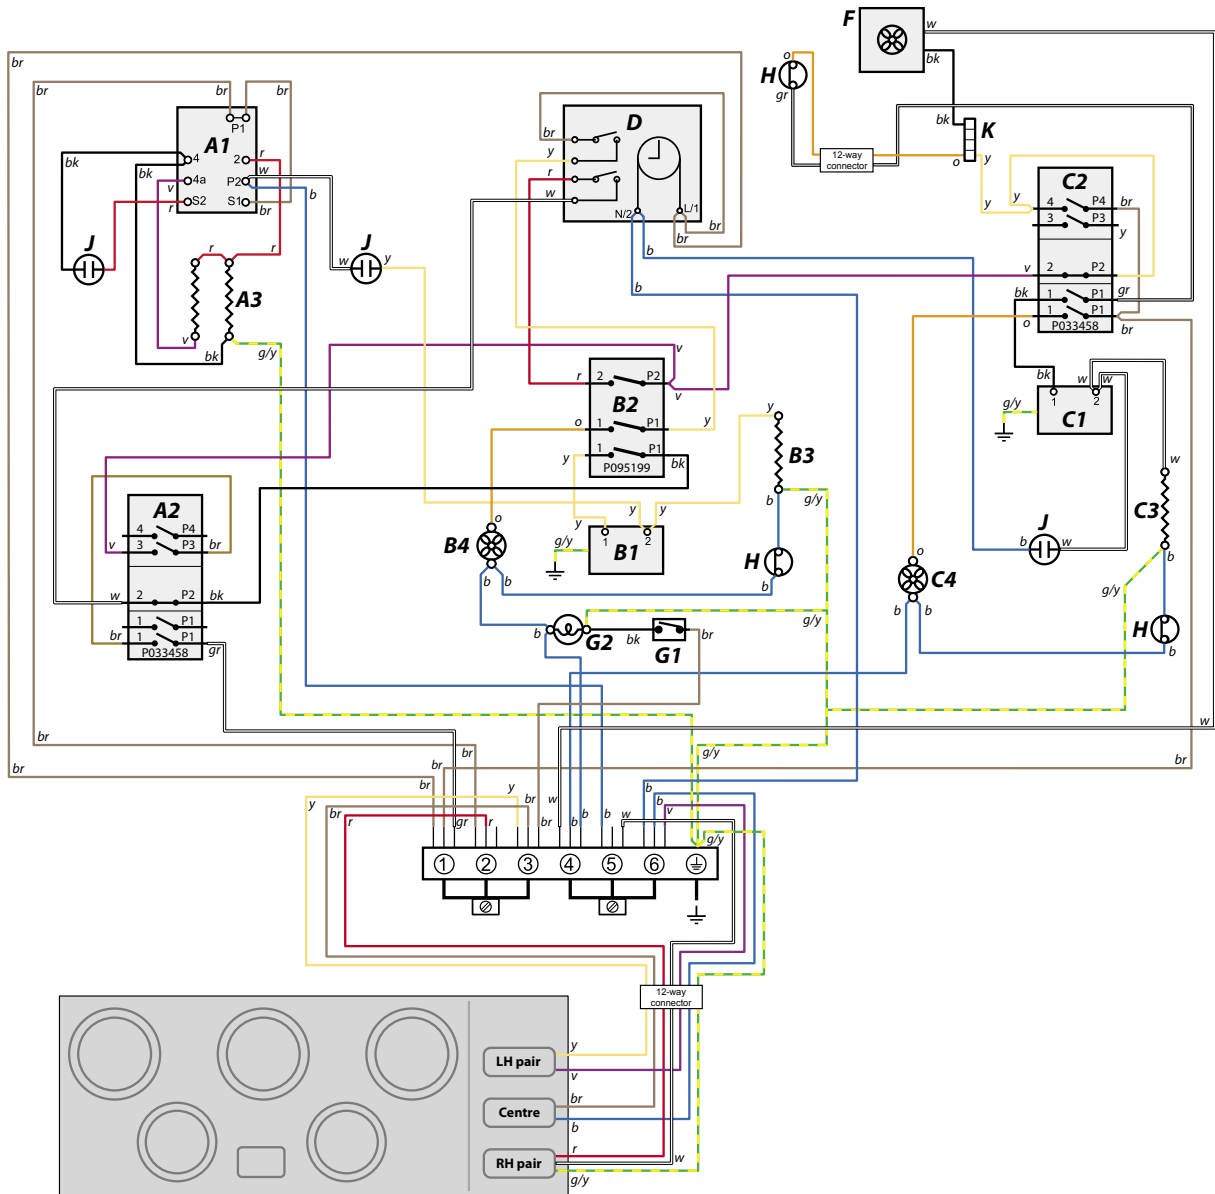 F
w
bk
o
H
gr
br
br
br
P1
A1
bk
4
2
r
bk
w
4a
P2
v
b
S2
S1
r
br
D
br
y
r
w
N/2
L/1
br
br
bk
K
o
y
12-way
connector
C2
y
y
4
P4
br
3
P3
y
v
2
P2
bk
1
P1
gr
o
1
P1
br
P033458
J
r
r
w
J
y
A3
v
bk
g/y
b
b
v
r
2
P2
v
B2
o
1
P1
y
y
1
P1
bk
P095199
y
B3
b
g/y
bk
w
w
1
2
g/y
C1
w
C3
b
A2
4
P4
v
3
P3
br
w
2
P2
bk
1
P1
br
1
P1
P033458
gr
o
B4
b
b
y
y
y
g/y
1
2
B1
H
b
b
J
w
o
C4
b
b
g/y
H
b
b
G2
bk
G1
br
g/y
w
br
br
br
br
g/y
br
y
y
br
w
b
b
v
br
r
gr
r
br
b
b
b
w
g/y
1
2
3
4
5
6
12-way
connector
LH pair
y
v
Centre
br
b
RH pair
r
w
g/y